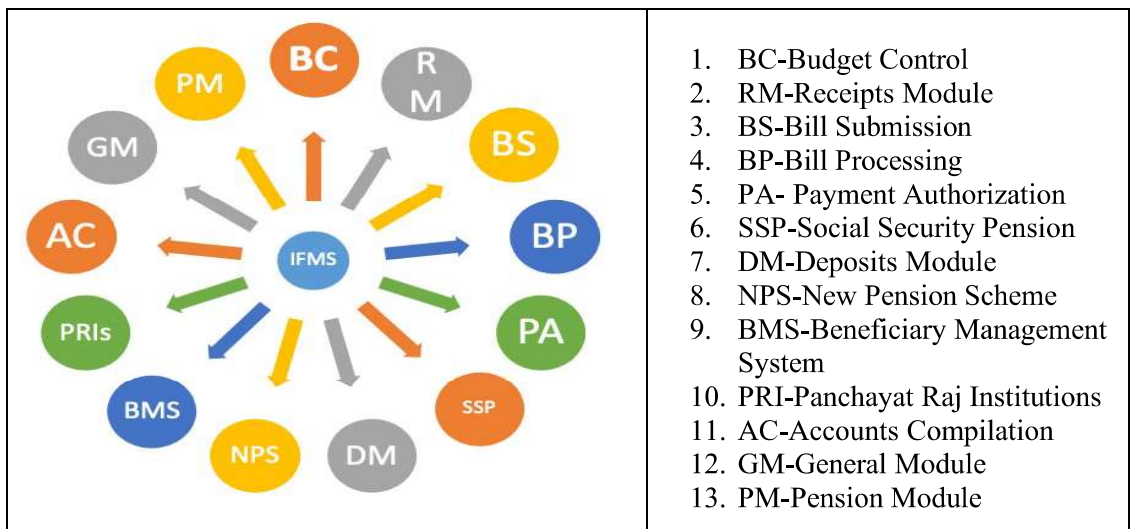 BC
R
M
BS
BP
PA
SSP
DM
NPS
BMS
PRIs
AC
GM
PM
IFMS
1. BC-Budget Control
2. RM-Receipts Module
3. BS-Bill Submission
4. BP-Bill Processing
5. PA- Payment Authorization
6. SSP-Social Security Pension
7. DM-Deposits Module
8. NPS-New Pension Scheme
9. BMS-Beneficiary Management
System
10. PRI-Panchayat Raj Institutions
11. AC-Accounts Compilation
12. GM-General Module
13. PM-Pension Module